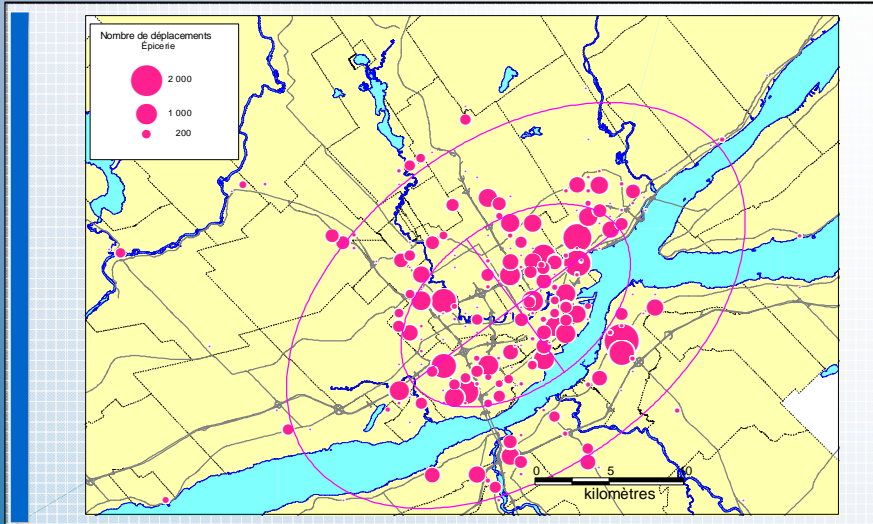 Nombre de déplacements
Épicerie
2 000
1 000
200
0 5 10
kilomètres